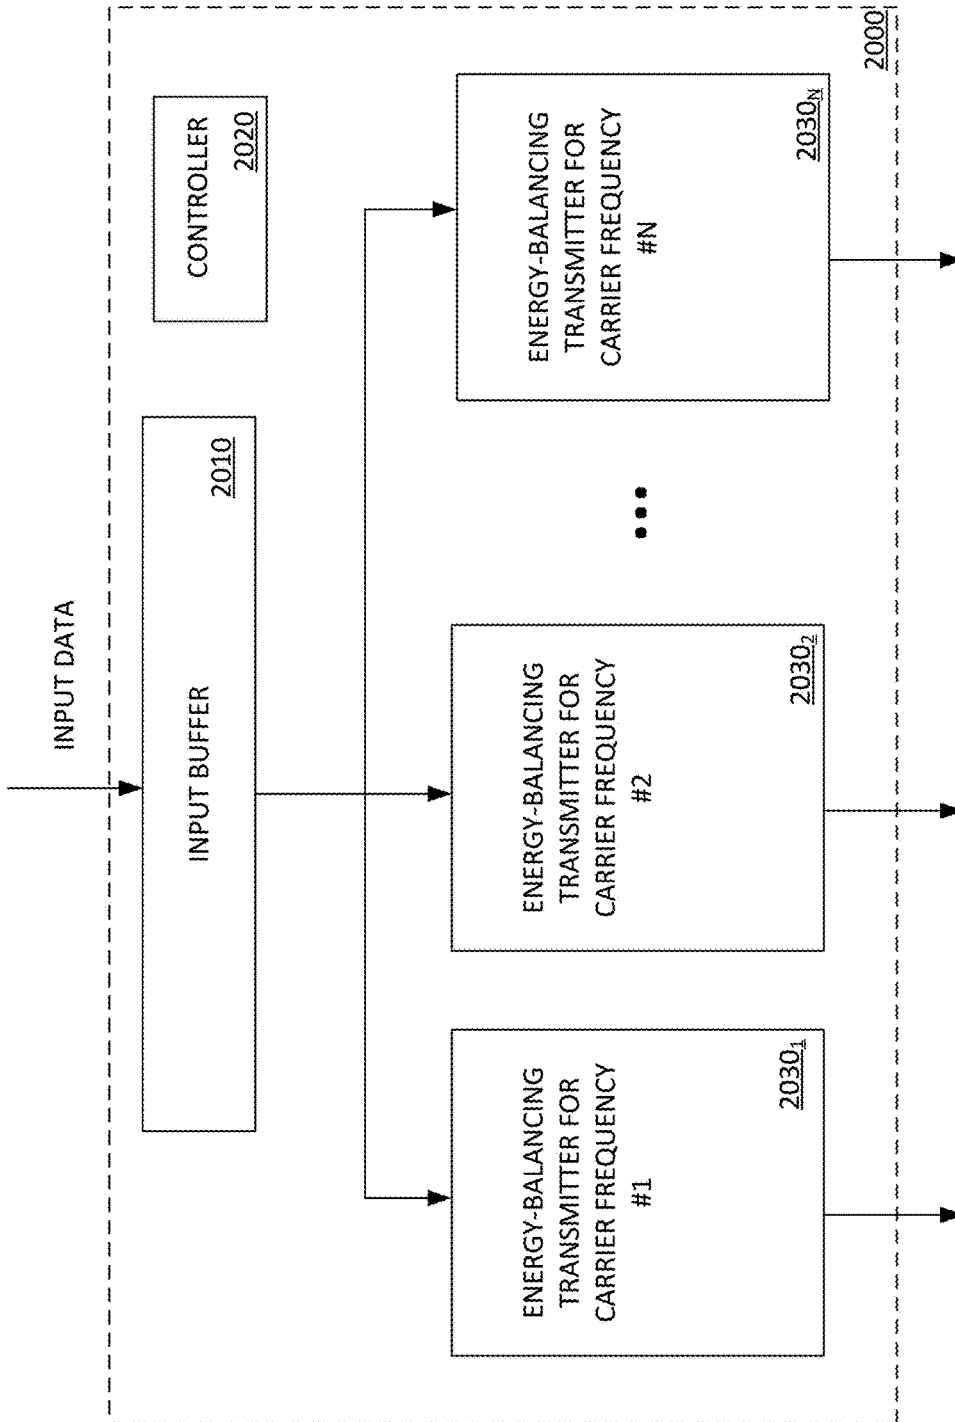 INPUT DATA
INPUT BUFFER
2010
CONTROLLER
2020
ENERGY-BALANCING
TRANSMITTER FOR
CARRIER FREQUENCY
#1
2030₁
ENERGY-BALANCING
TRANSMITTER FOR
CARRIER FREQUENCY
#2
2030₂
•••
ENERGY-BALANCING
TRANSMITTER FOR
CARRIER FREQUENCY
#N
2030N
2000